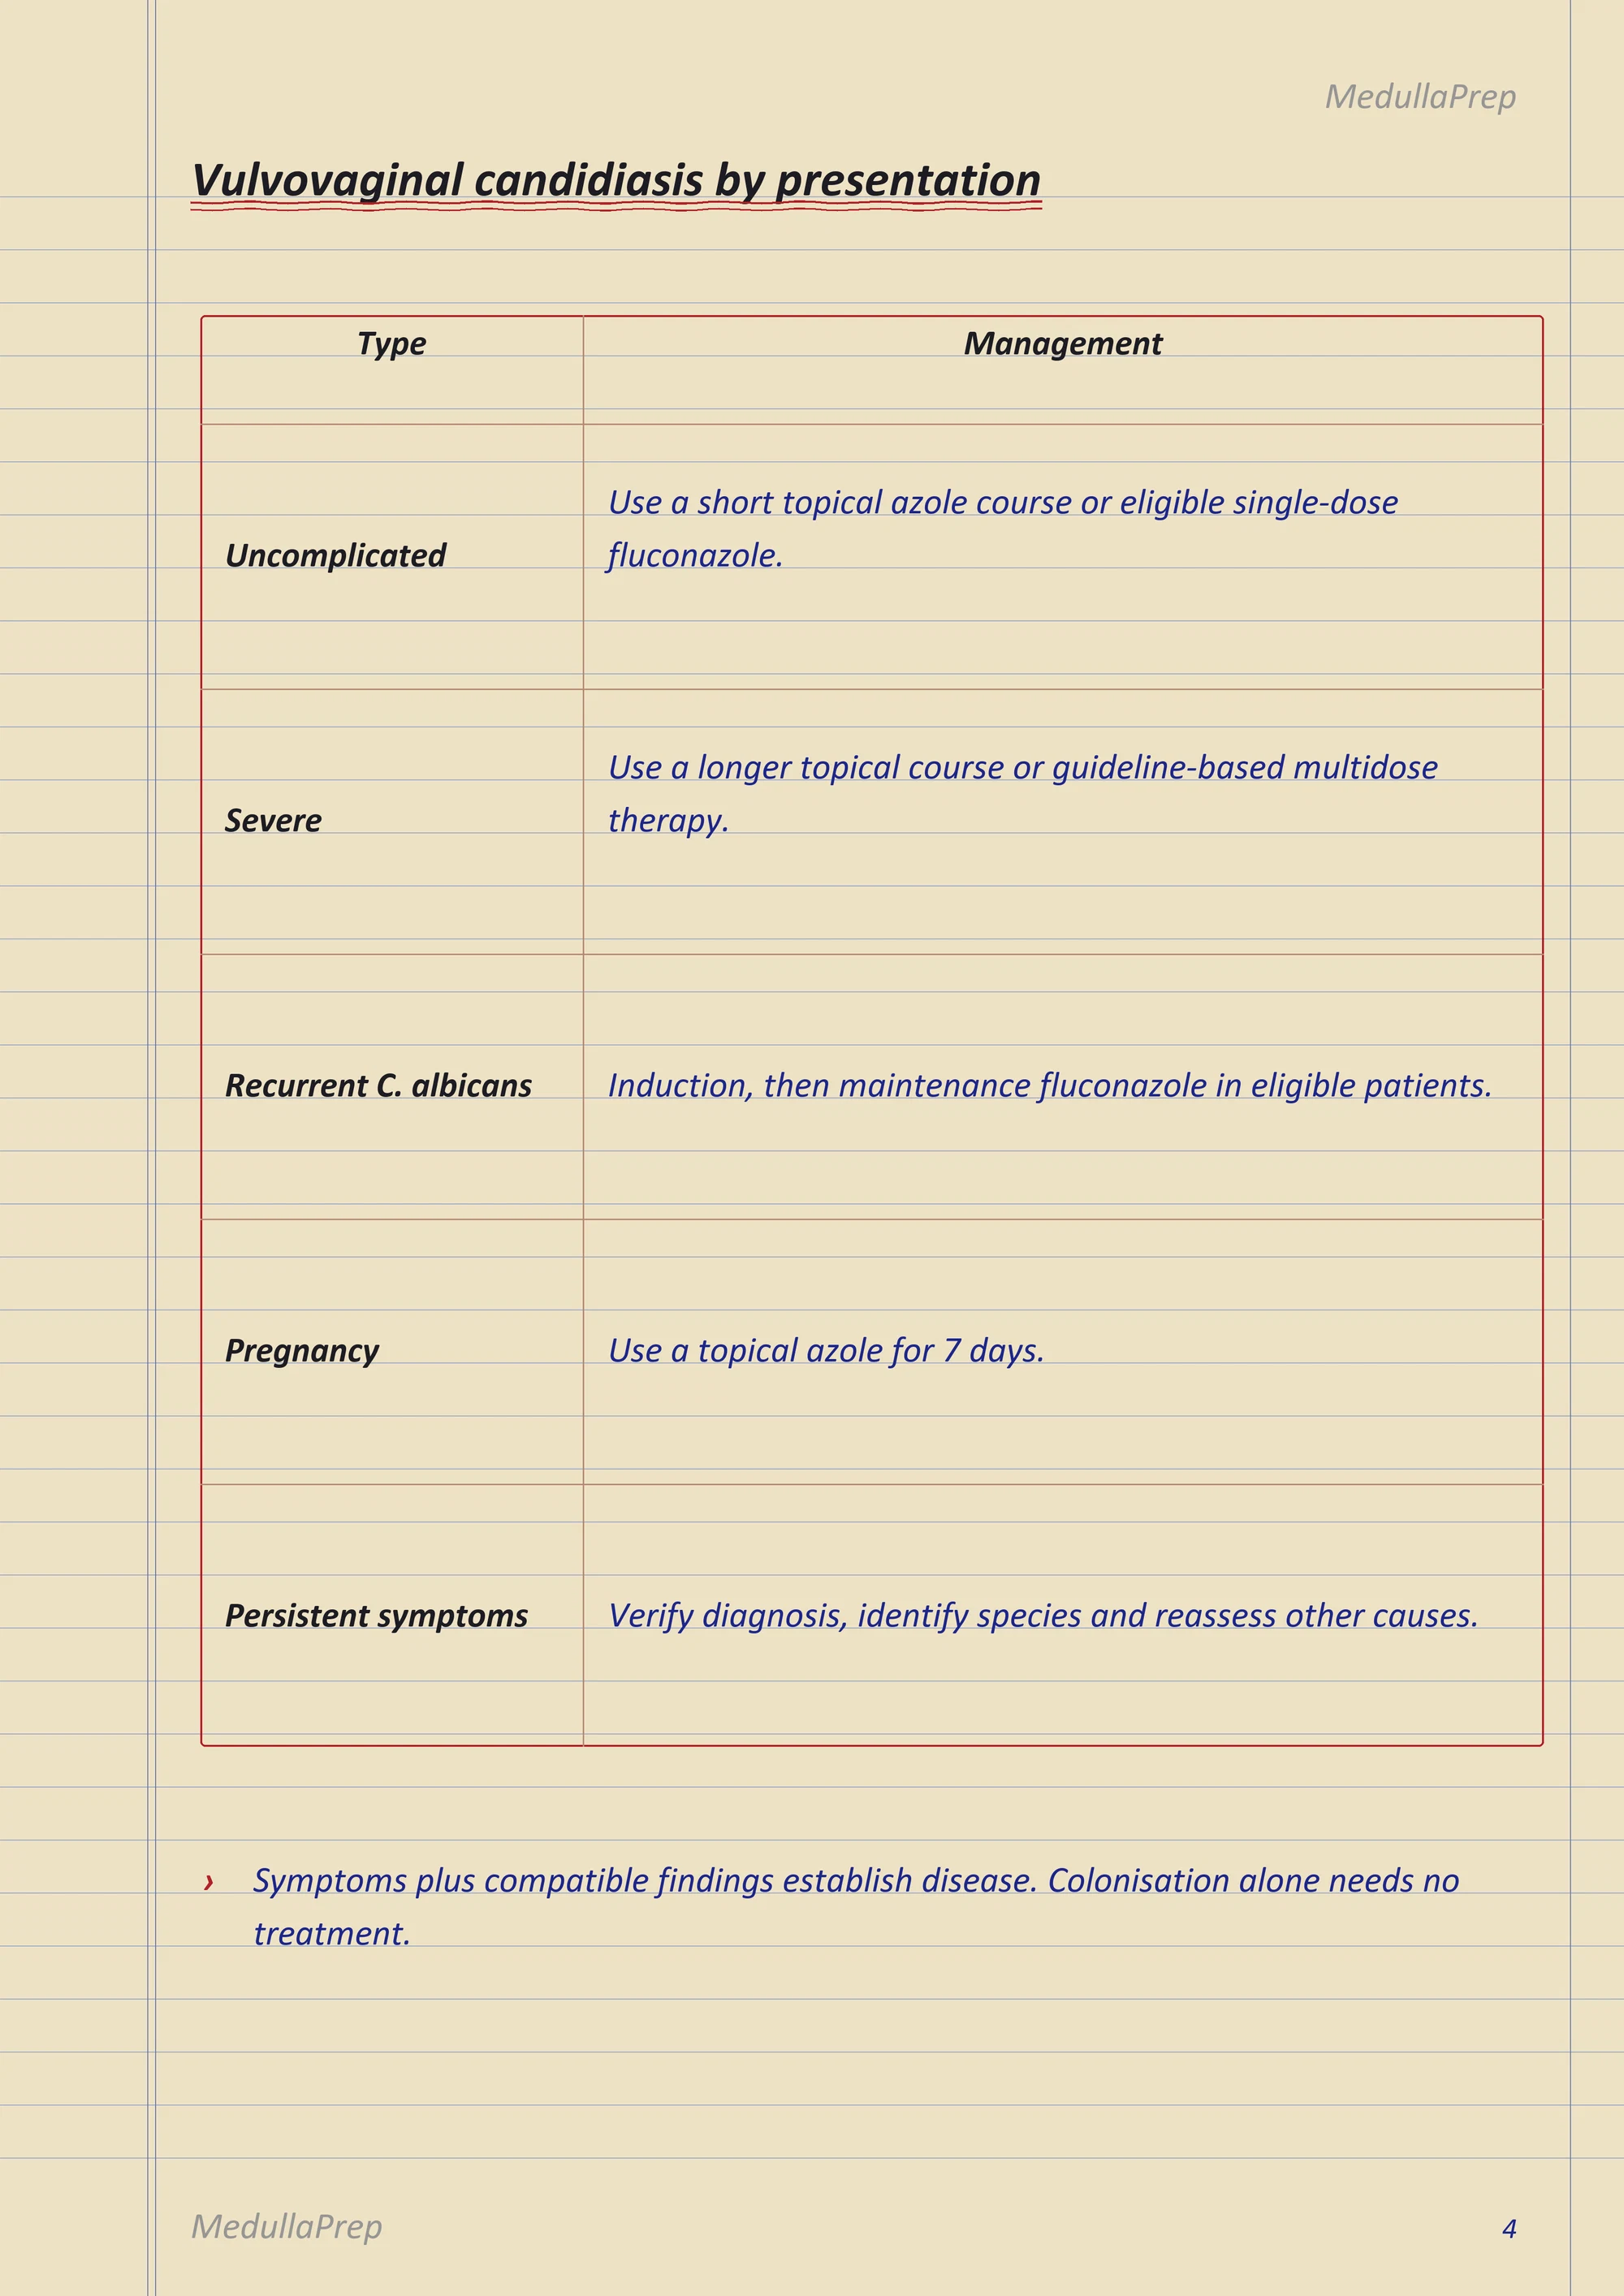 MedullaPrep
Vulvovaginal candidiasis by presentation
Type
Management
Uncomplicated
Use a short topical azole course or eligible single-dose
fluconazole.
Severe
Use a longer topical course or guideline-based multidose
therapy.
Recurrent C. albicans
Induction, then maintenance fluconazole in eligible patients.
Pregnancy
Use a topical azole for 7 days.
Persistent symptoms
Verify diagnosis, identify species and reassess other causes.
› Symptoms plus compatible findings establish disease. Colonisation alone needs no
treatment.
MedullaPrep
4